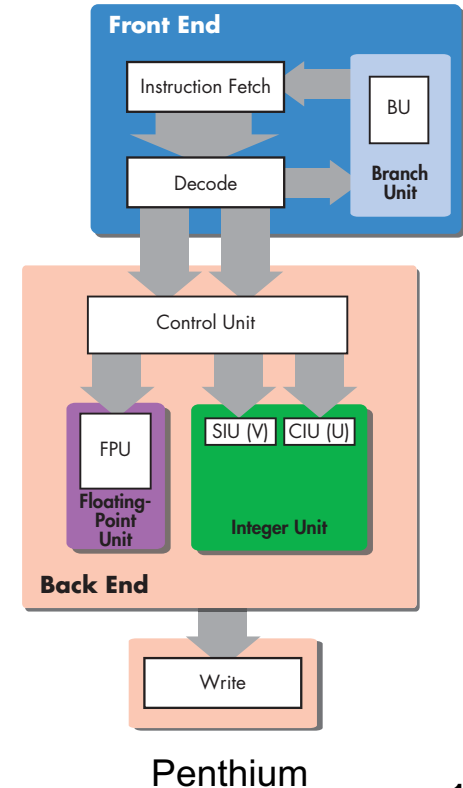 Front End
Instruction Fetch
BU
Branch
Unit
Decode
Control Unit
FPU
Floating-
Point
Unit
SIU (V)
CIU (U)
Integer Unit
Back End
Write
Penthium